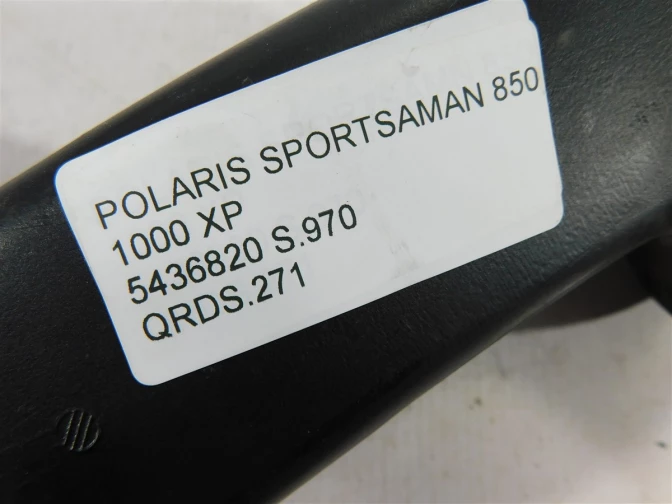 POLARIS SPORTSAMAN 850
1000 XP
5436820 S.970
QRDS.271